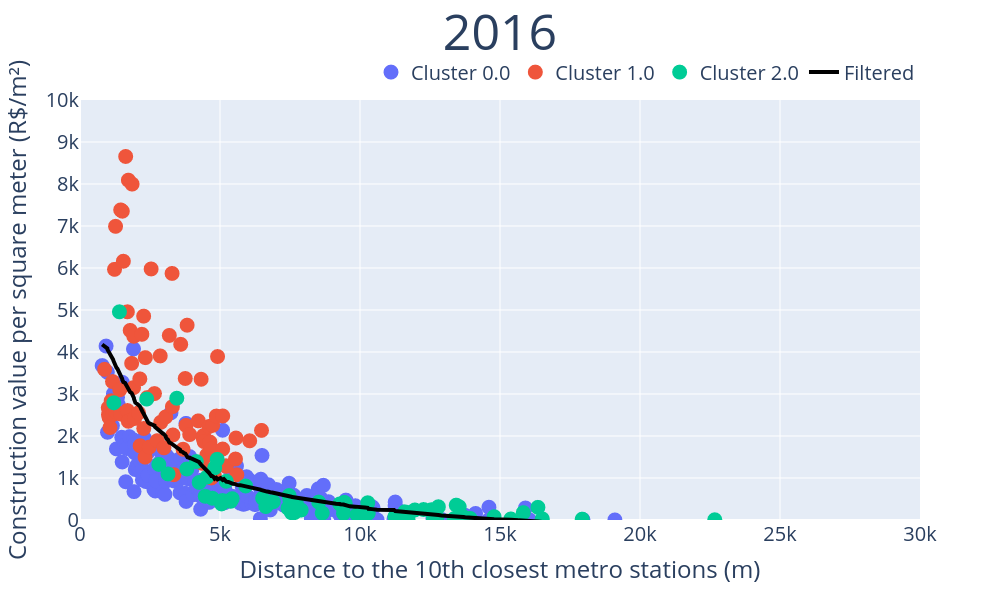 2016
Cluster 0.0 Cluster 1.0 Cluster 2.0 Filtered
Construction value per square meter (R$/m²)
10k
9k
8k
7k
6k
5k
4k
3k
2k
1k
0
0 5k 10k 15k 20k 25k 30k
Distance to the 10th closest metro stations (m)